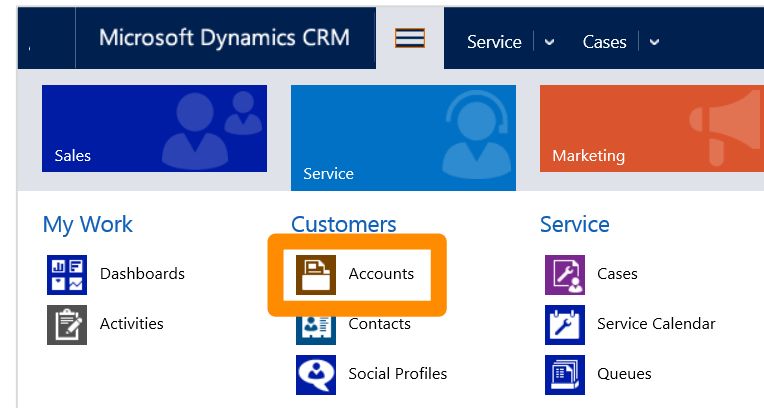 Microsoft Dynamics CRM
Service
Cases
Sales
Service
Marketing
My Work
Dashboards
Activities
Customers
Accounts
Contacts
Social Profiles
Service
Cases
Service Calendar
Queues